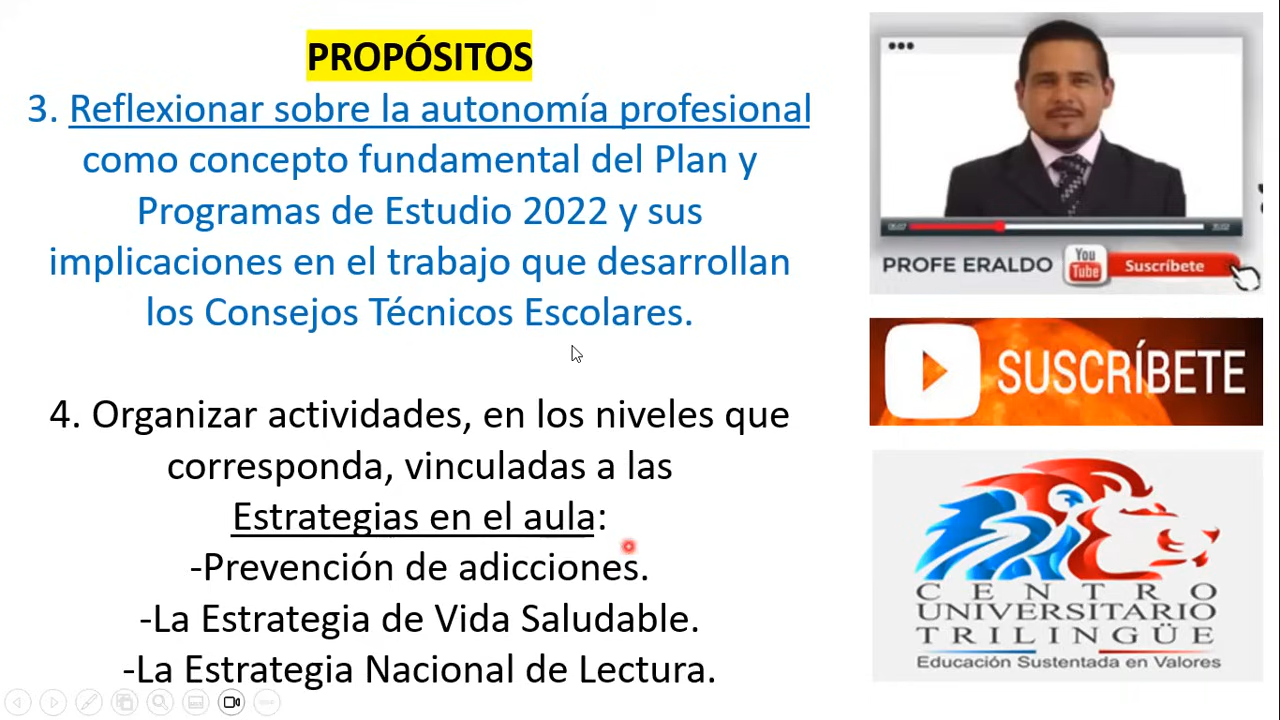 PROPÓSITOS
3. Reflexionar sobre la autonomía profesional
como concepto fundamental del Plan y
Programas de Estudio 2022 y sus
implicaciones en el trabajo que desarrollan
los Consejos Técnicos Escolares.
4. Organizar actividades, en los niveles que
corresponda, vinculadas a las
Estrategias en el aula:
-Prevención de adicciones.
-La Estrategia de Vida Saludable.
-La Estrategia Nacional de Lectura.
PROFE ERALDO
You
Tube
Suscríbete
SUSCRÍBETE
CENTRO
UNIVERSITARIO
TRILINGÜE
Educación Sustentada en Valores